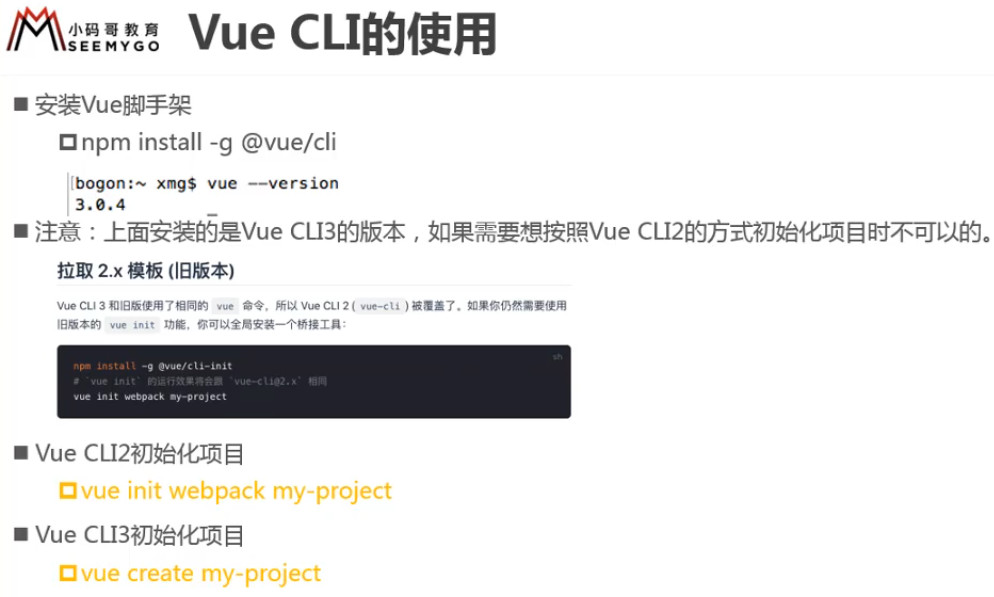 小码哥教育
SEEMYGO
Vue CLI的使用
安装Vue脚手架
npm install -g @vue/cli
[bogon:~ xmg$ vue --version
3.0.4
注意：上面安装的是Vue CLI3的版本，如果需要想按照Vue CLI2的方式初始化项目时不可以的。
拉取 2.x 模板 (旧版本)
Vue CLI 3 和旧版使用了相同的 vue 命令，所以 Vue CLI 2 ( vue-cli ) 被覆盖了。如果你仍然需要使用
旧版本的 vue init 功能，你可以全局安装一个桥接工具：
sh
npm install -g @vue/cli-init
# `vue init` 的运行效果将会跟 `vue-cli@2.x` 相同
vue init webpack my-project
Vue CLI2初始化项目
vue init webpack my-project
Vue CLI3初始化项目
vue create my-project